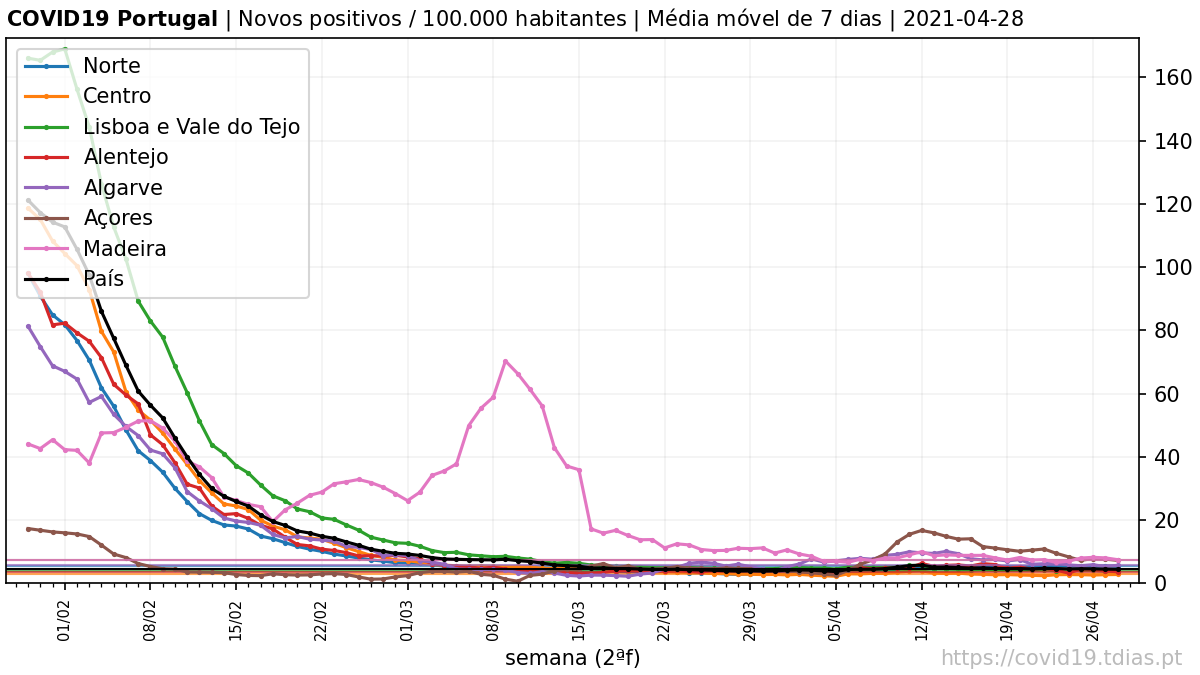 COVID19 Portugal | Novos positivos / 100.000 habitantes | Média móvel de 7 dias | 2021-04-28
Norte
Centro
Lisboa e Vale do Tejo
Alentejo
Algarve
Açores
Madeira
País
160
140
120
100
80
60
40
20
0
01/02 08/02 15/02 22/02 01/03 08/03 15/03 22/03 29/03 05/04 12/04 19/04 26/04
semana (2ªf)
https://covid19.tdias.pt